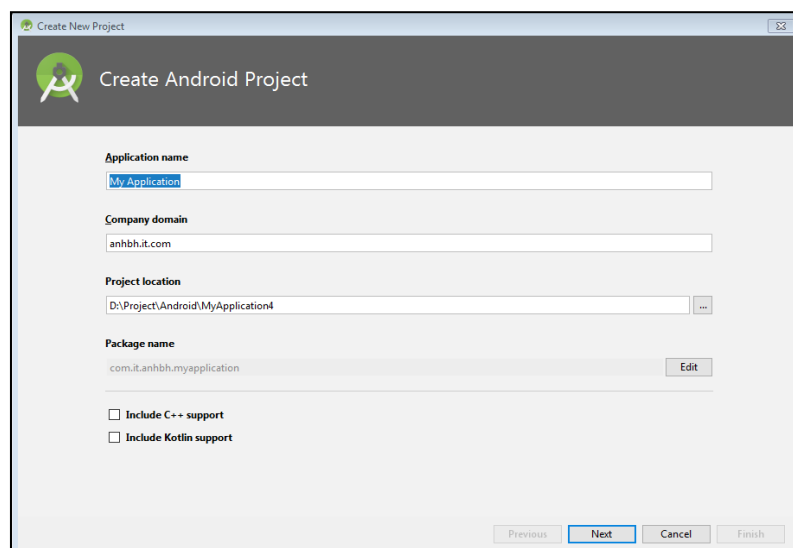 Create New Project
Create Android Project
Application name
My Application
Company domain
anhbh.it.com
Project location
D:\Project\Android\MyApplication4
...
Package name
com.it.anhbh.myapplication
Edit
Include C++ support
Include Kotlin support
Previous Next Cancel Finish